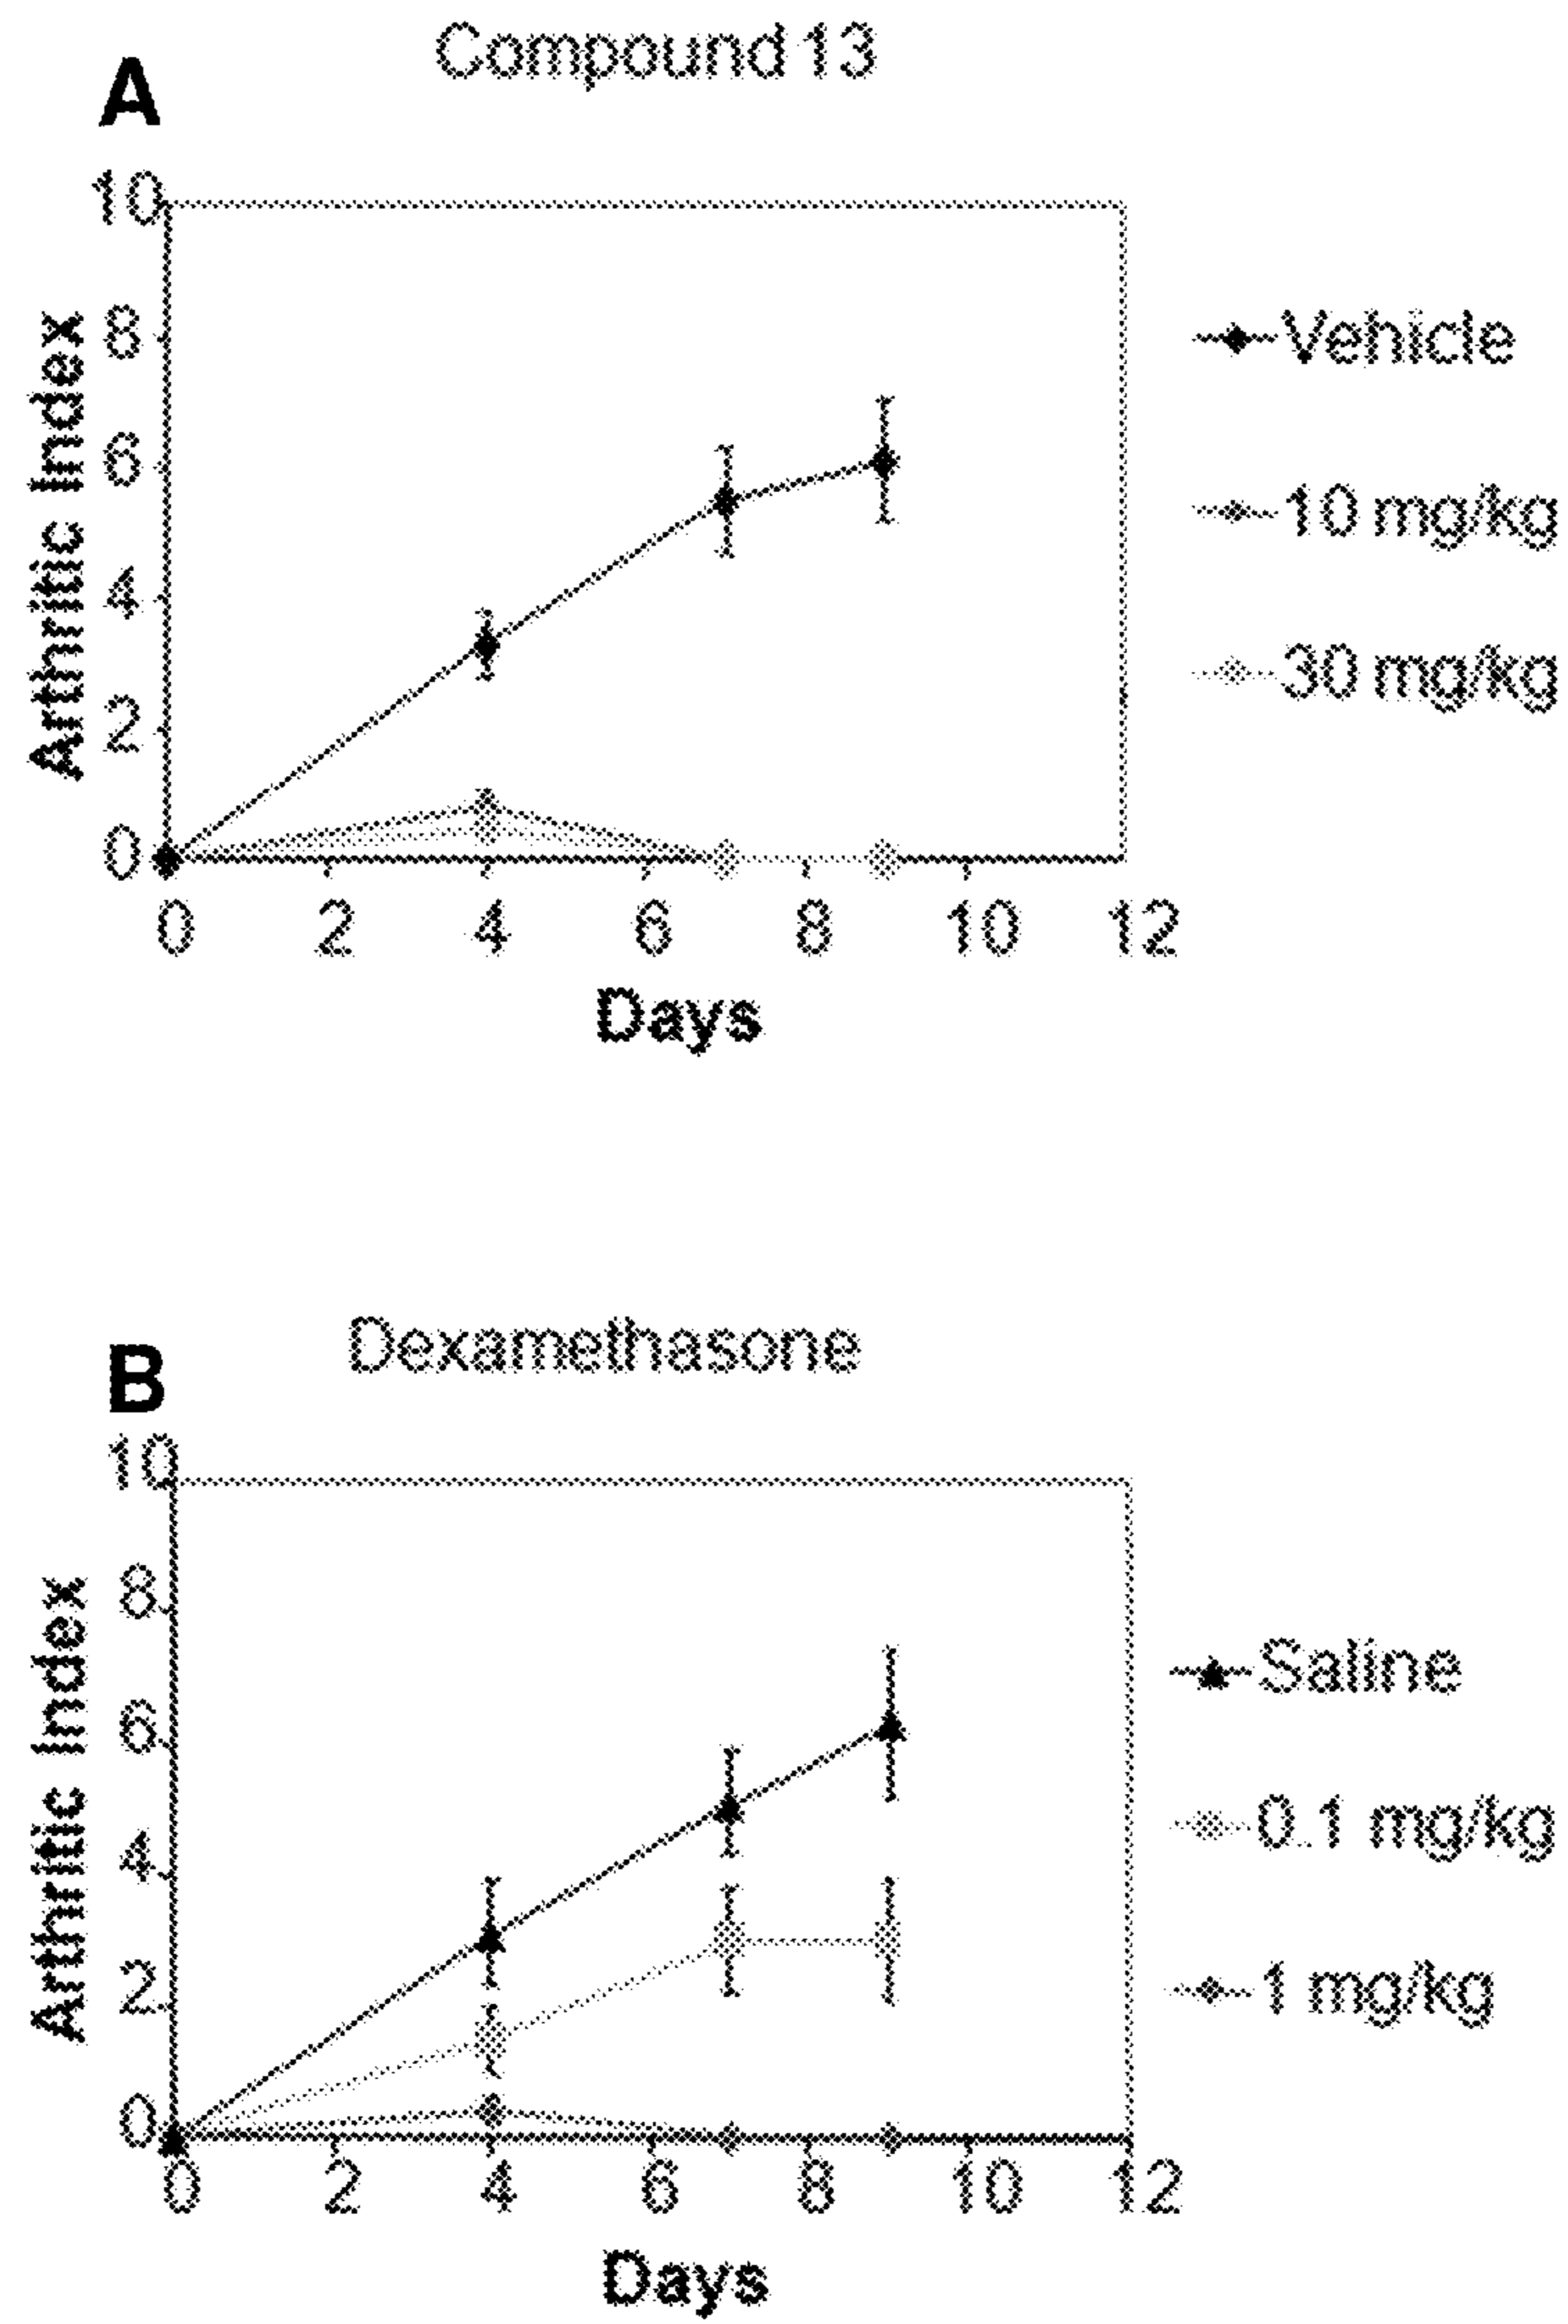 A
Compound 13
10
8
6
4
2
0
Arthritic Index
0 2 4 6 8 10 12
Days
Vehicle
10 mg/kg
30 mg/kg
B
Dexamethasone
10
8
6
4
2
0
Arthritic Index
0 2 4 6 8 10 12
Days
Saline
0.1 mg/kg
1 mg/kg